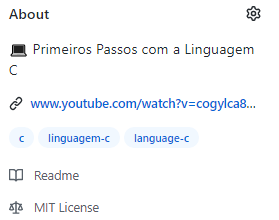 About
Primeiros Passos com a Linguagem
C
www.youtube.com/watch?v=cogylca8...
c linguagem-c language-c
Readme
MIT License